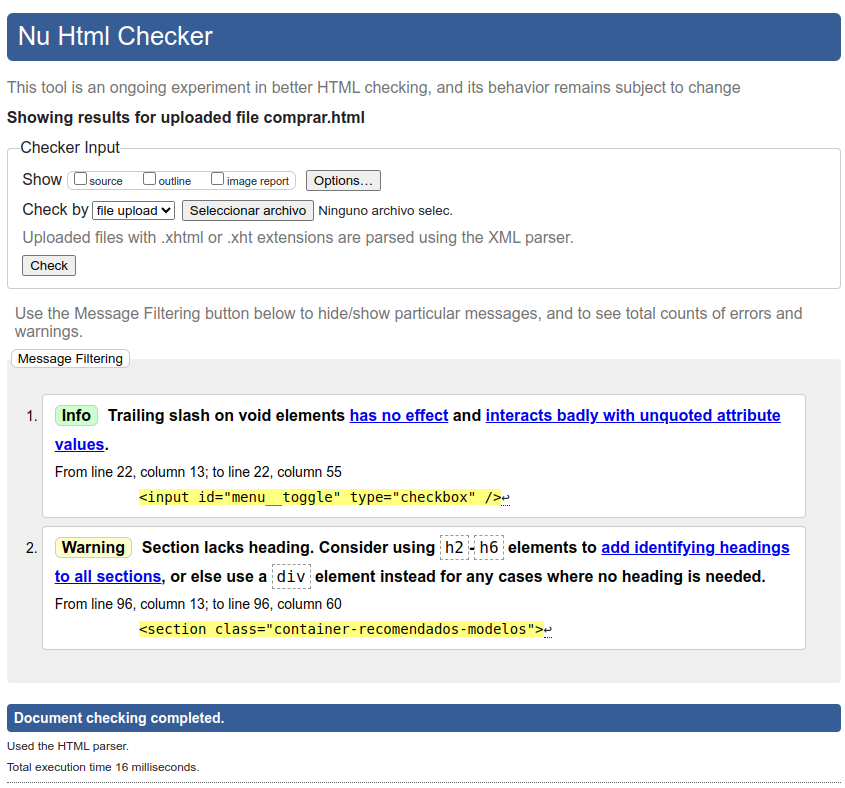 Nu Html Checker
This tool is an ongoing experiment in better HTML checking, and its behavior remains subject to change
Showing results for uploaded file comprar.html
Checker Input
Show source outline image report Options…
Check by file upload Seleccionar archivo Ninguno archivo selec.
Uploaded files with .xhtml or .xht extensions are parsed using the XML parser.
Check
Use the Message Filtering button below to hide/show particular messages, and to see total counts of errors and
warnings.
Message Filtering
1. Info Trailing slash on void elements has no effect and interacts badly with unquoted attribute
values.
From line 22, column 13; to line 22, column 55
<input id="menu__toggle" type="checkbox" />↩
2. Warning Section lacks heading. Consider using h2-h6 elements to add identifying headings
to all sections, or else use a div element instead for any cases where no heading is needed.
From line 96, column 13; to line 96, column 60
<section class="container-recomendados-modelos">↩
Document checking completed.
Used the HTML parser.
Total execution time 16 milliseconds.